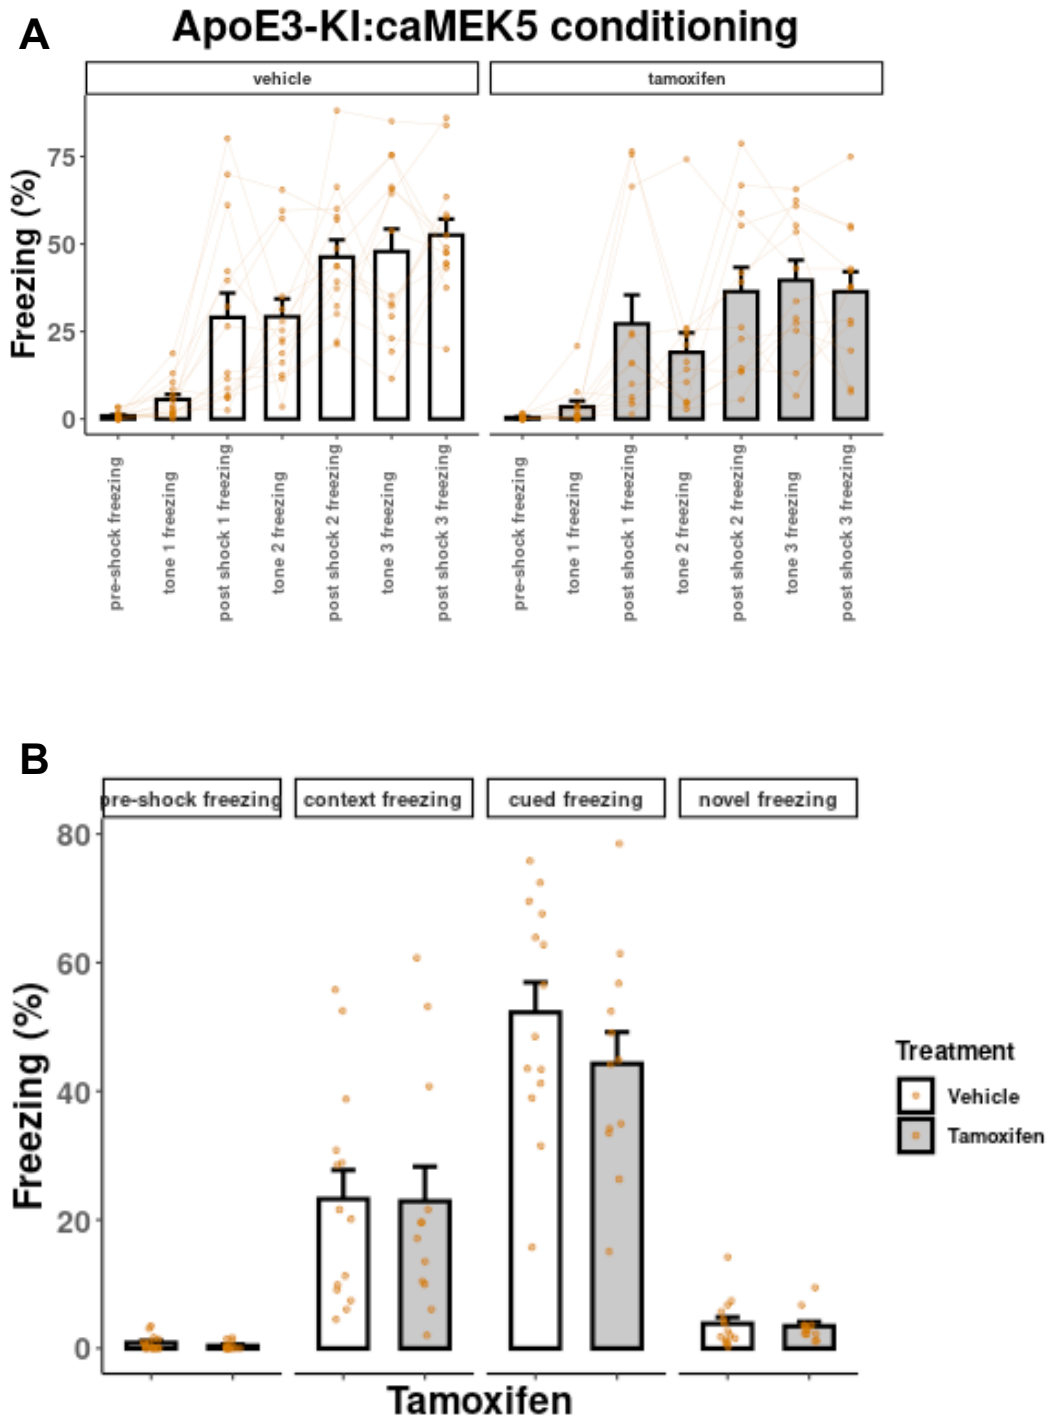 A
ApoE3-KI:caMEK5 conditioning
vehicle
tamoxifen
Freezing (%)
75
50
25
0
pre-shock freezing
tone 1 freezing
post shock 1 freezing
tone 2 freezing
post shock 2 freezing
tone 3 freezing
post shock 3 freezing
pre-shock freezing
tone 1 freezing
post shock 1 freezing
tone 2 freezing
post shock 2 freezing
tone 3 freezing
post shock 3 freezing
B
pre-shock freezing
context freezing
cued freezing
novel freezing
Freezing (%)
80
60
40
20
0
Tamoxifen
Treatment
Vehicle
Tamoxifen